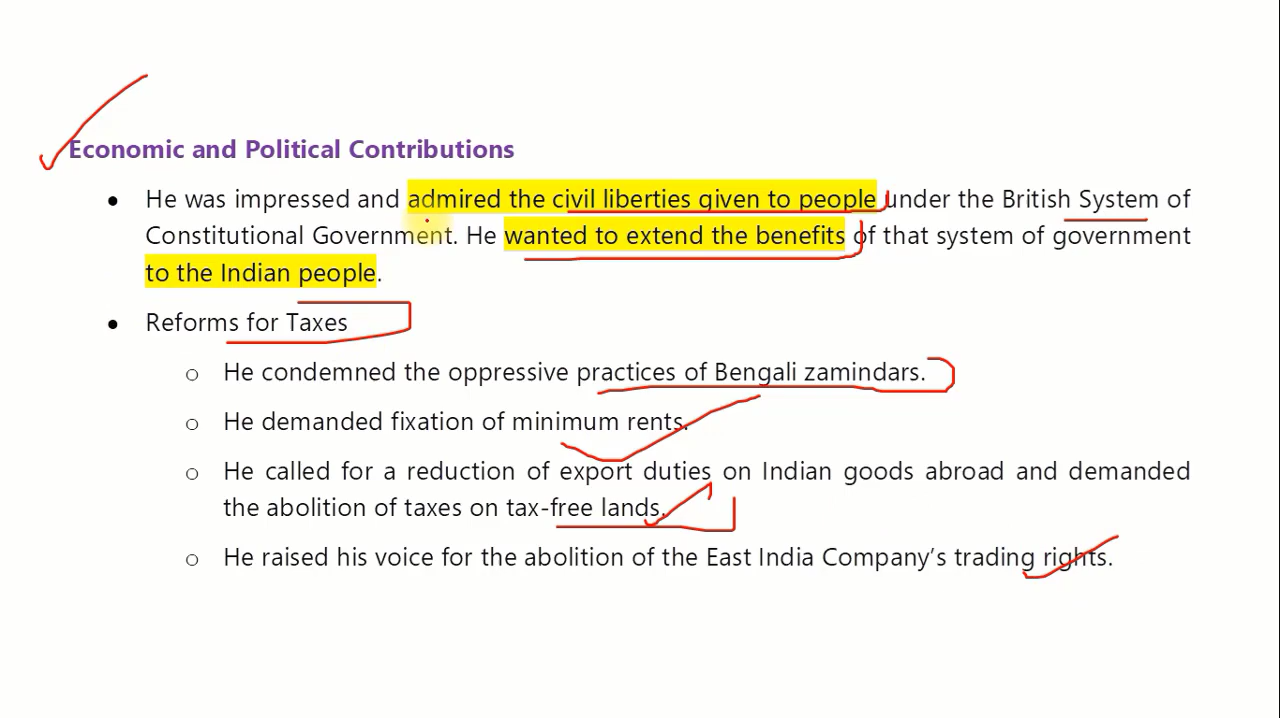 Economic and Political Contributions
• He was impressed and admired the civil liberties given to people under the British System of
Constitutional Government. He wanted to extend the benefits of that system of government
to the Indian people.
• Reforms for Taxes
o He condemned the oppressive practices of Bengali zamindars.
o He demanded fixation of minimum rents.
o He called for a reduction of export duties on Indian goods abroad and demanded
the abolition of taxes on tax-free lands.
o He raised his voice for the abolition of the East India Company’s trading rights.